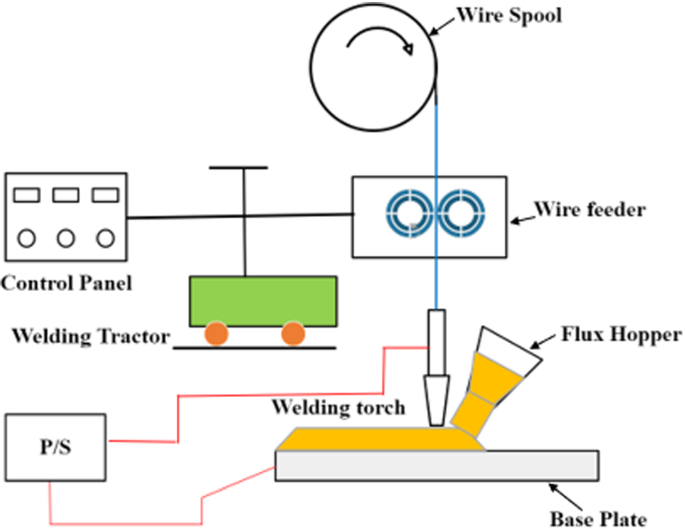 Wire Spool
Wire feeder
Control Panel
Welding Tractor
Flux Hopper
Welding torch
P/S
Base Plate